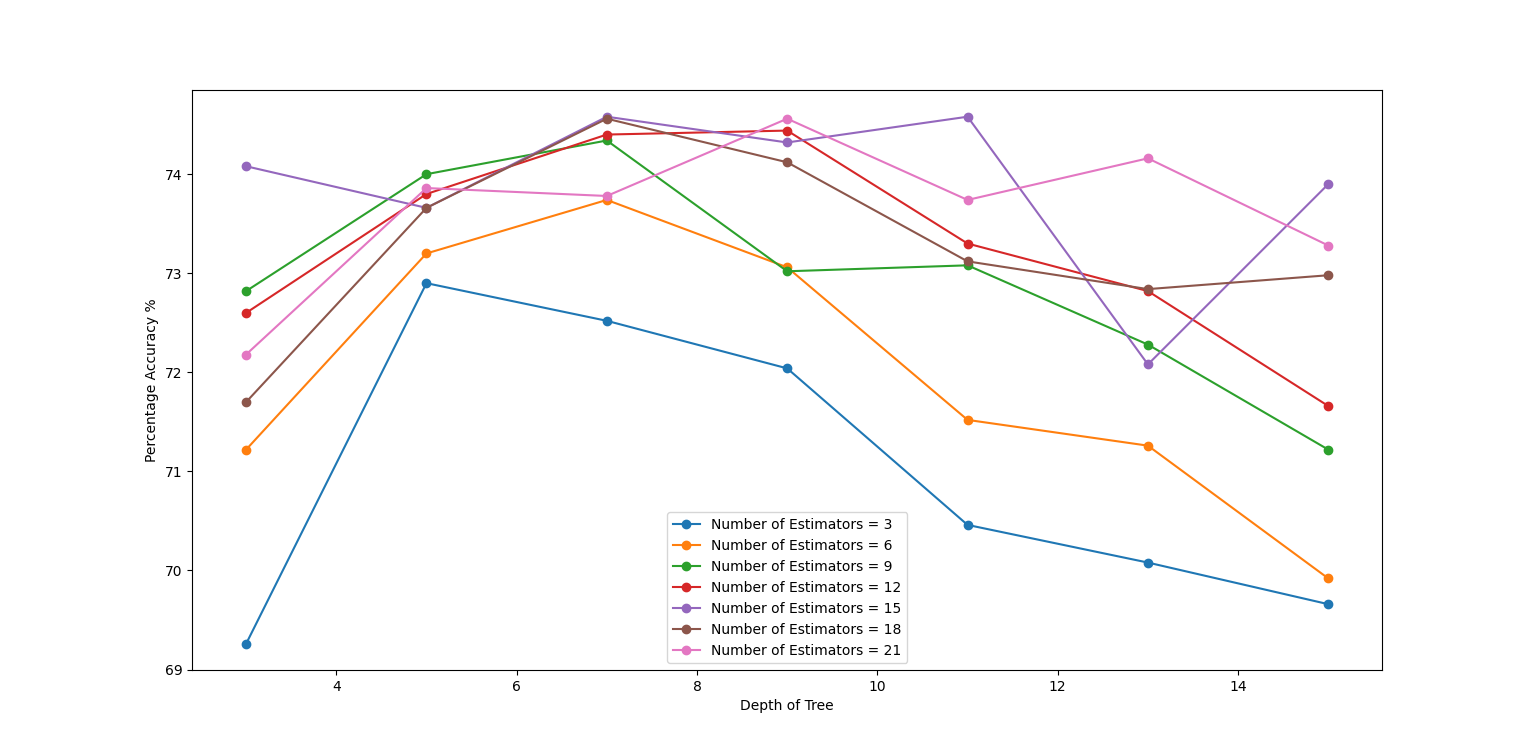 74
73
72
71
70
69
Percentage Accuracy %
Number of Estimators = 3
Number of Estimators = 6
Number of Estimators = 9
Number of Estimators = 12
Number of Estimators = 15
Number of Estimators = 18
Number of Estimators = 21
4 6 8 10 12 14
Depth of Tree